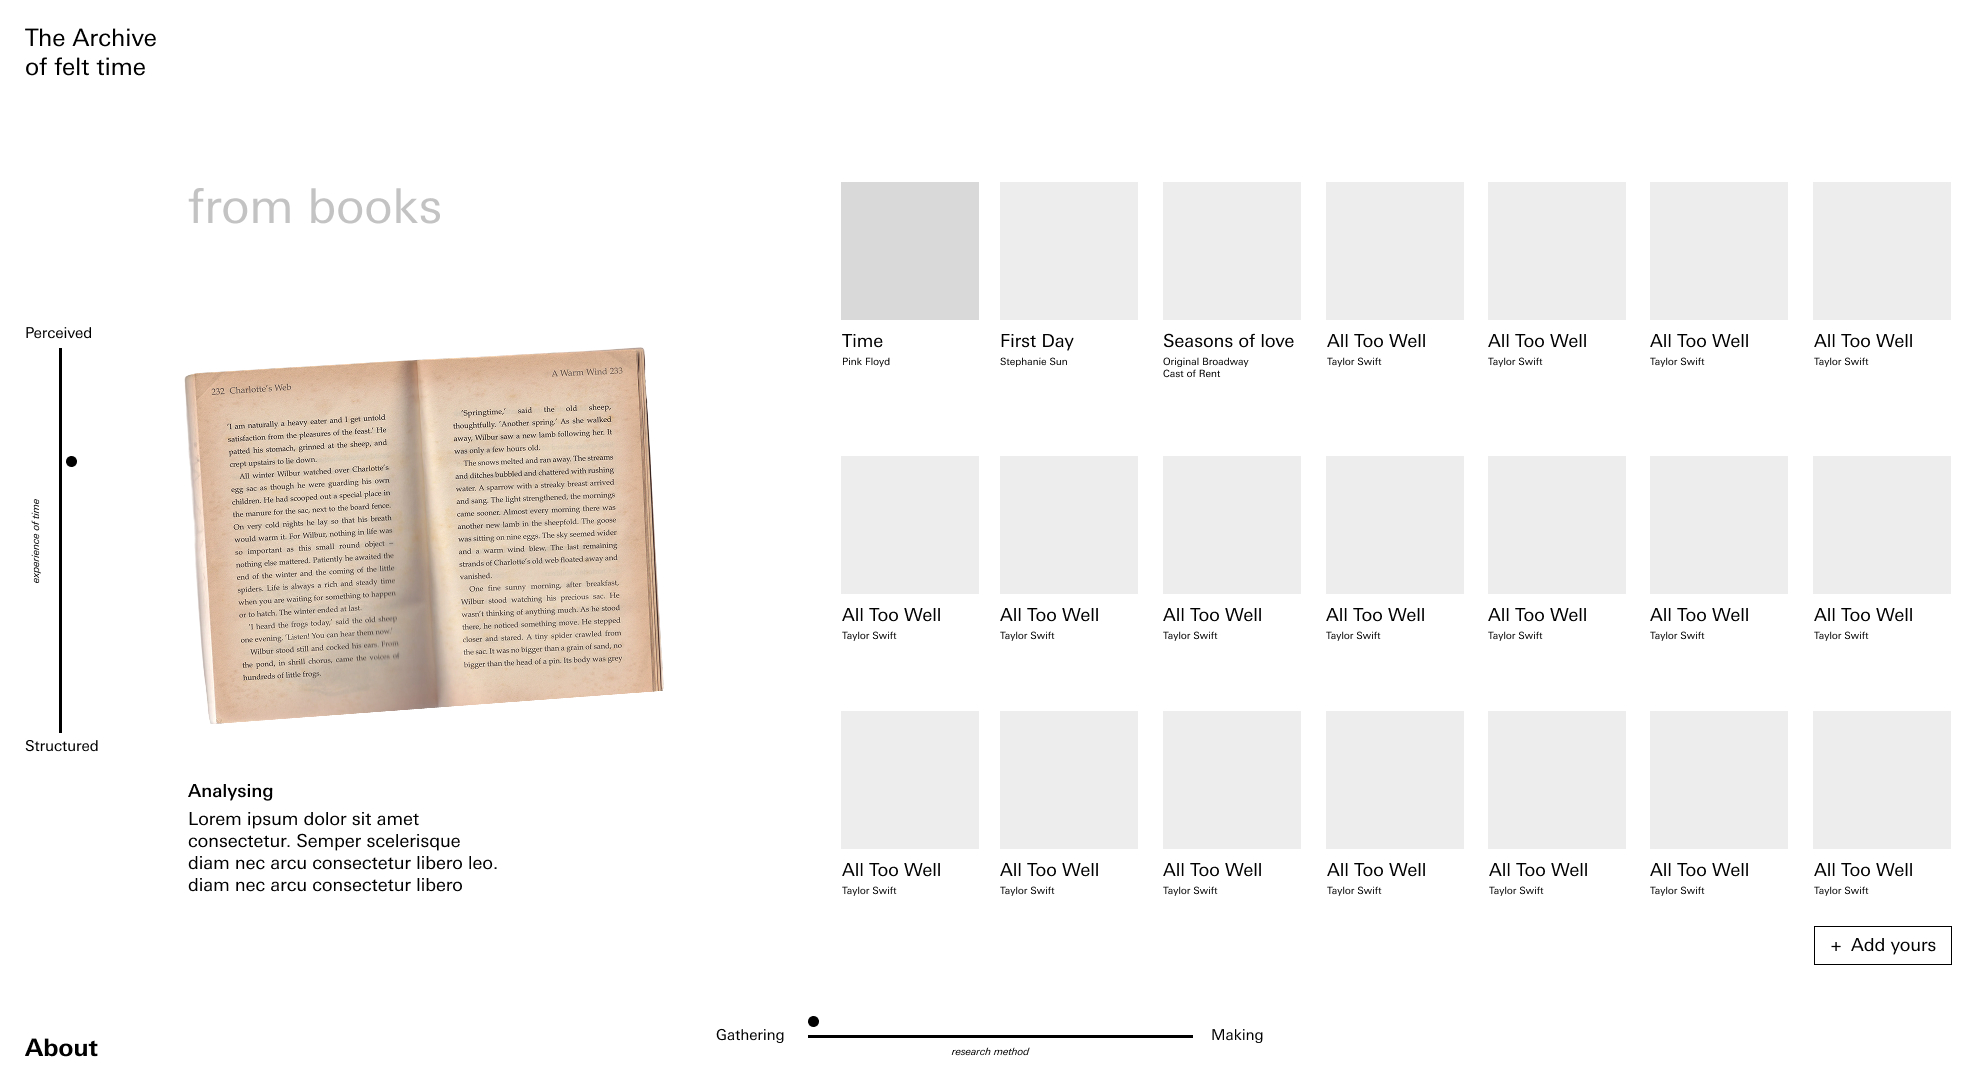 The Archive
of felt time
from books
Perceived
experience of time
Structured
232 Charlotte's Web
'I am naturally a heavy eater and I get untold
satisfaction from the pleasures of the feast.' He
patted his stomach, grinned at the sheep, and
crept upstairs to lie down.
All winter Wilbur watched over Charlotte's
egg sac as though he were guarding his own
children. He had scooped out a special place in
the manure for the sac, next to the board fence.
On very cold nights he lay so that his breath
would warm it. For Wilbur, nothing in life was
so important as this small round object –
nothing else mattered. Patiently he awaited the
end of the winter and the coming of the little
spiders. Life is always a rich and steady time
when you are waiting for something to happen
or to hatch. The winter ended at last.
'I heard the frogs today,' said the old sheep
one evening. 'Listen! You can hear them now.'
Wilbur stood still and cocked his ears. From
the pond, in shrill chorus, came the voices of
hundreds of little frogs.
A Warm Wind 233
'Springtime,' said the old sheep,
thoughtfully. 'Another spring.' As she walked
away, Wilbur saw a new lamb following her. It
was only a few hours old.
The snows melted and ran away. The streams
and ditches bubbled and chattered with rushing
water. A sparrow with a streaky breast arrived
and sang. The light strengthened, the mornings
came sooner. Almost every morning there was
another new lamb in the sheepfold. The goose
was sitting on nine eggs. The sky seemed wider
and a warm wind blew. The last remaining
strands of Charlotte's old web floated away and
vanished.
One fine sunny morning, after breakfast,
Wilbur stood watching his precious sac. He
wasn't thinking of anything much. As he stood
there, he noticed something move. He stepped
closer and stared. A tiny spider crawled from
the sac. It was no bigger than a grain of sand, no
bigger than the head of a pin. Its body was grey
Analysing
Lorem ipsum dolor sit amet
consectetur. Semper scelerisque
diam nec arcu consectetur libero leo.
diam nec arcu consectetur libero
Time
Pink Floyd
First Day
Stephanie Sun
Seasons of love
Original Broadway
Cast of Rent
All Too Well
Taylor Swift
All Too Well
Taylor Swift
All Too Well
Taylor Swift
All Too Well
Taylor Swift
All Too Well
Taylor Swift
All Too Well
Taylor Swift
All Too Well
Taylor Swift
All Too Well
Taylor Swift
All Too Well
Taylor Swift
All Too Well
Taylor Swift
All Too Well
Taylor Swift
All Too Well
Taylor Swift
All Too Well
Taylor Swift
All Too Well
Taylor Swift
All Too Well
Taylor Swift
All Too Well
Taylor Swift
All Too Well
Taylor Swift
All Too Well
Taylor Swift
+ Add yours
Gathering
research method
Making
About